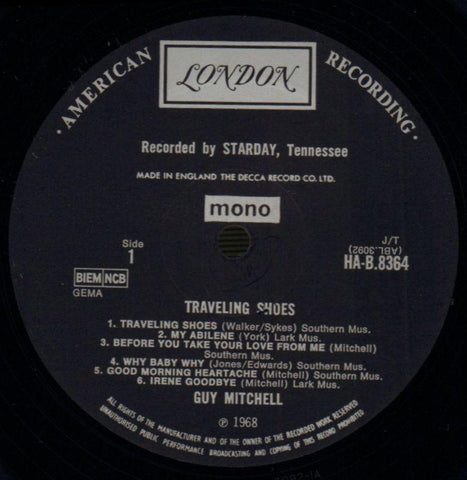 · AMERICAN RECORDING ·
LONDON
Recorded by STARDAY, Tennessee
MADE IN ENGLAND THE DECCA RECORD CO. LTD.
mono
Side
1
J/T
(ABL.3092)
HA-B.8364
BIEM NCB
GEMA
TRAVELING SHOES
1. TRAVELING SHOES (Walker/Sykes) Southern Mus.
2. MY ABILENE (York) Lark Mus.
3. BEFORE YOU TAKE YOUR LOVE FROM ME (Mitchell)
Southern Mus.
4. WHY BABY WHY (Jones/Edwards) Southern Mus.
5. GOOD MORNING HEARTACHE (Mitchell) Southern Mus.
6. IRENE GOODBYE (Mitchell) Lark Mus.
GUY MITCHELL
℗ 1968
ALL RIGHTS OF THE MANUFACTURER AND OF THE OWNER OF THE RECORDED WORK RESERVED
UNAUTHORISED PUBLIC PERFORMANCE BROADCASTING AND COPYING OF THIS RECORD PROHIBITED